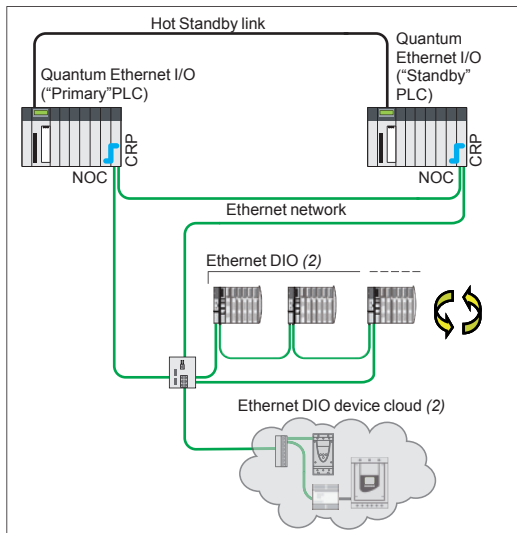 Hot Standby link
Quantum
Ethernet I/O
("Standby"
PLC)
Quantum Ethernet I/O
("Primary"PLC)
CRP
CRP
NOC
NOC
Ethernet network
Ethernet DIO (2)
Ethernet DIO device cloud (2)